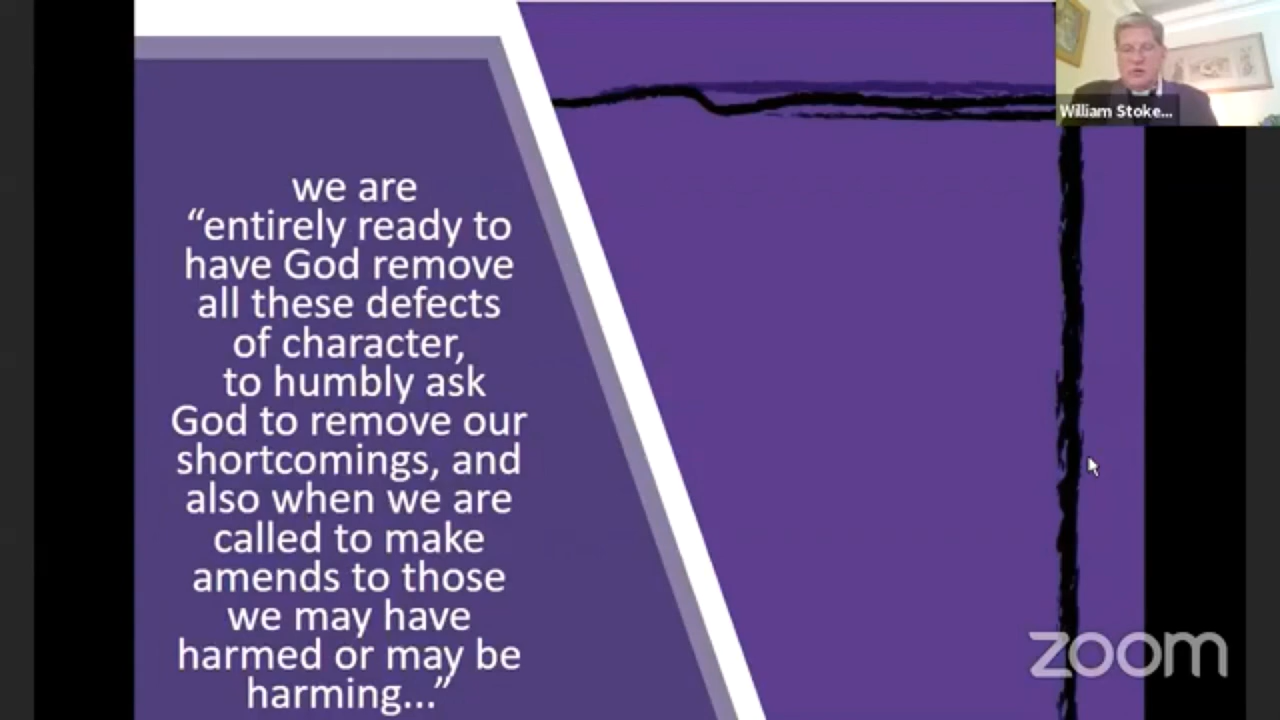 William Stoke...
we are
“entirely ready to
have God remove
all these defects
of character,
to humbly ask
God to remove our
shortcomings, and
also when we are
called to make
amends to those
we may have
harmed or may be
harming...”
zoom